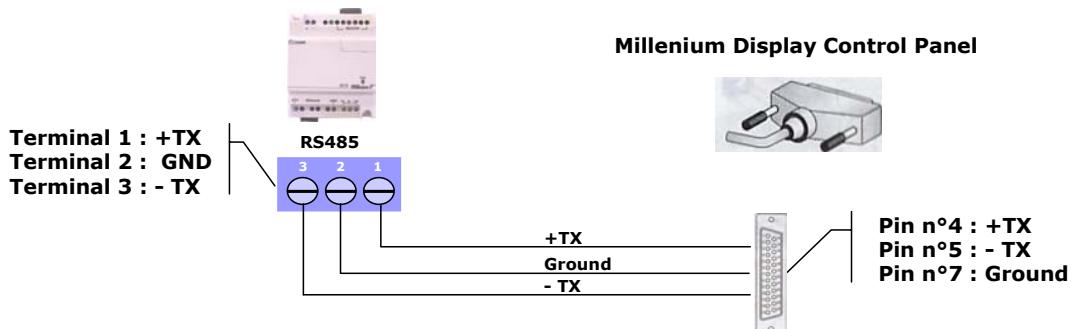 Millenium Display Control Panel
Terminal 1 : +TX
Terminal 2 : GND
Terminal 3 : - TX
RS485
3 2 1
+TX
Ground
- TX
Pin n°4 : +TX
Pin n°5 : - TX
Pin n°7 : Ground